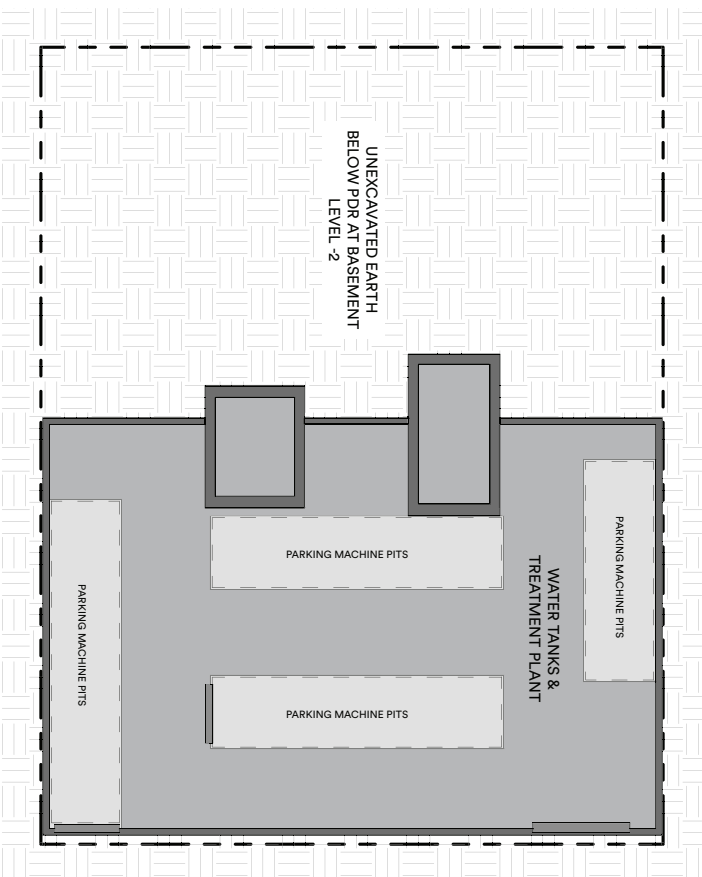 UNEXCAVATED EARTH
BELOW PDR AT BASEMENT
LEVEL -2
PARKING MACHINE PITS
PARKING MACHINE PITS
WATER TANKS &
TREATMENT PLANT
PARKING MACHINE PITS
PARKING MACHINE PITS